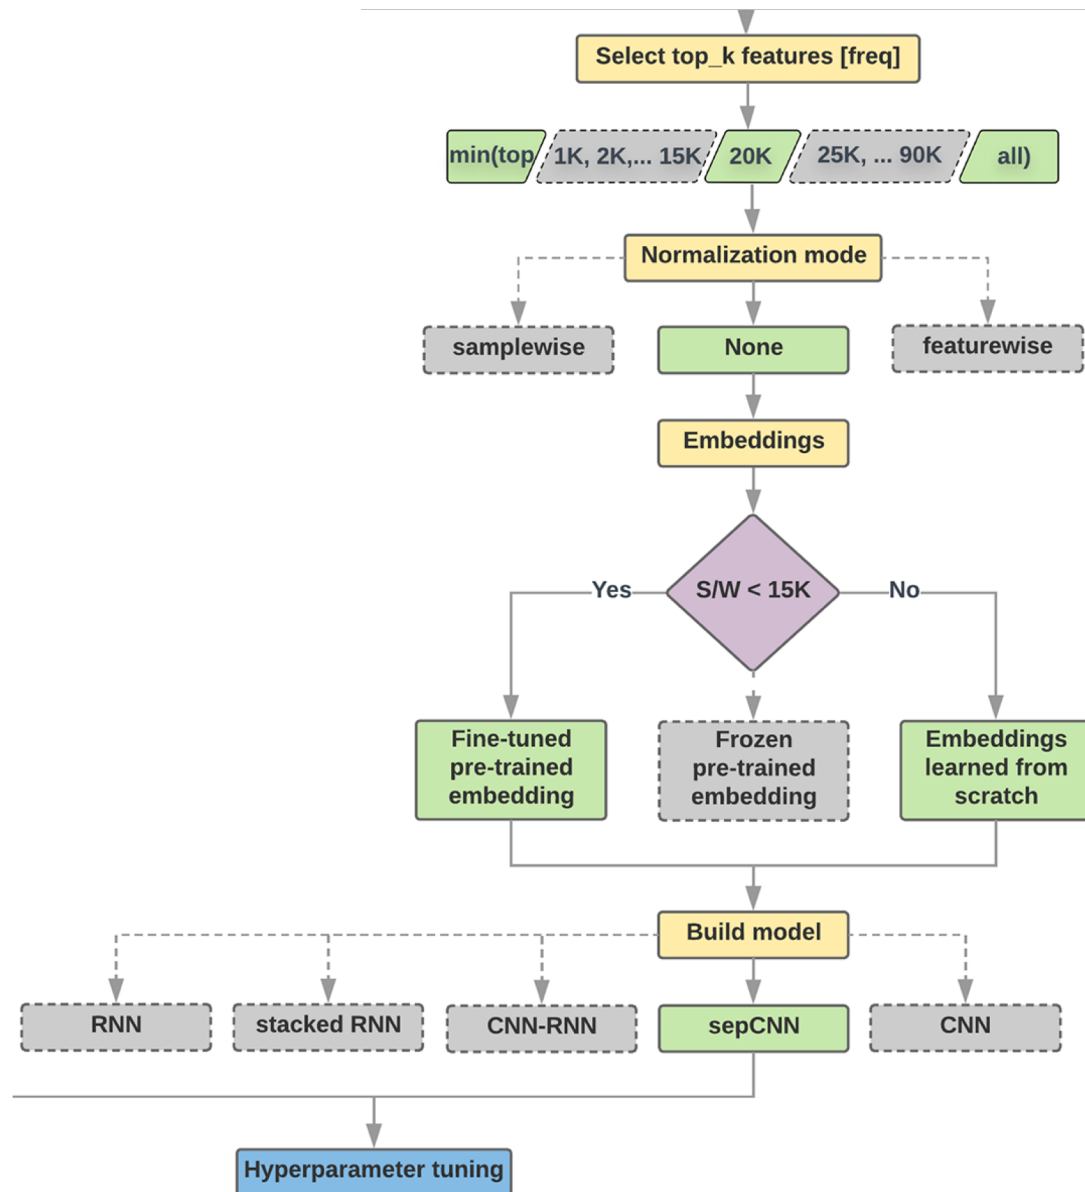 Select top_k features [freq]
min(top 1K, 2K,... 15K 20K 25K, ... 90K all)
Normalization mode
samplewise None featurewise
Embeddings
Yes S/W < 15K No
Fine-tuned
pre-trained
embedding
Frozen
pre-trained
embedding
Embeddings
learned from
scratch
Build model
RNN stacked RNN CNN-RNN sepCNN CNN
Hyperparameter tuning